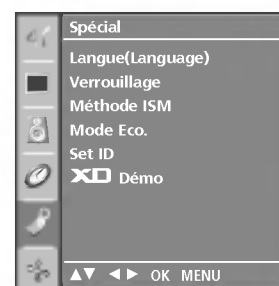 Spécial
Langue(Language)
Verrouillage
Méthode ISM
Mode Eco.
Set ID
XD Démo
▲▼ ◄► OK MENU